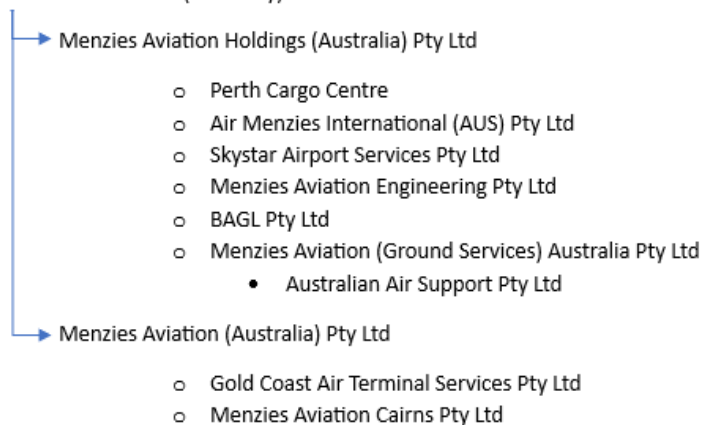 Menzies Aviation Holdings (Australia) Pty Ltd
o Perth Cargo Centre
o Air Menzies International (AUS) Pty Ltd
o Skystar Airport Services Pty Ltd
o Menzies Aviation Engineering Pty Ltd
o BAGL Pty Ltd
o Menzies Aviation (Ground Services) Australia Pty Ltd
• Australian Air Support Pty Ltd
Menzies Aviation (Australia) Pty Ltd
o Gold Coast Air Terminal Services Pty Ltd
o Menzies Aviation Cairns Pty Ltd